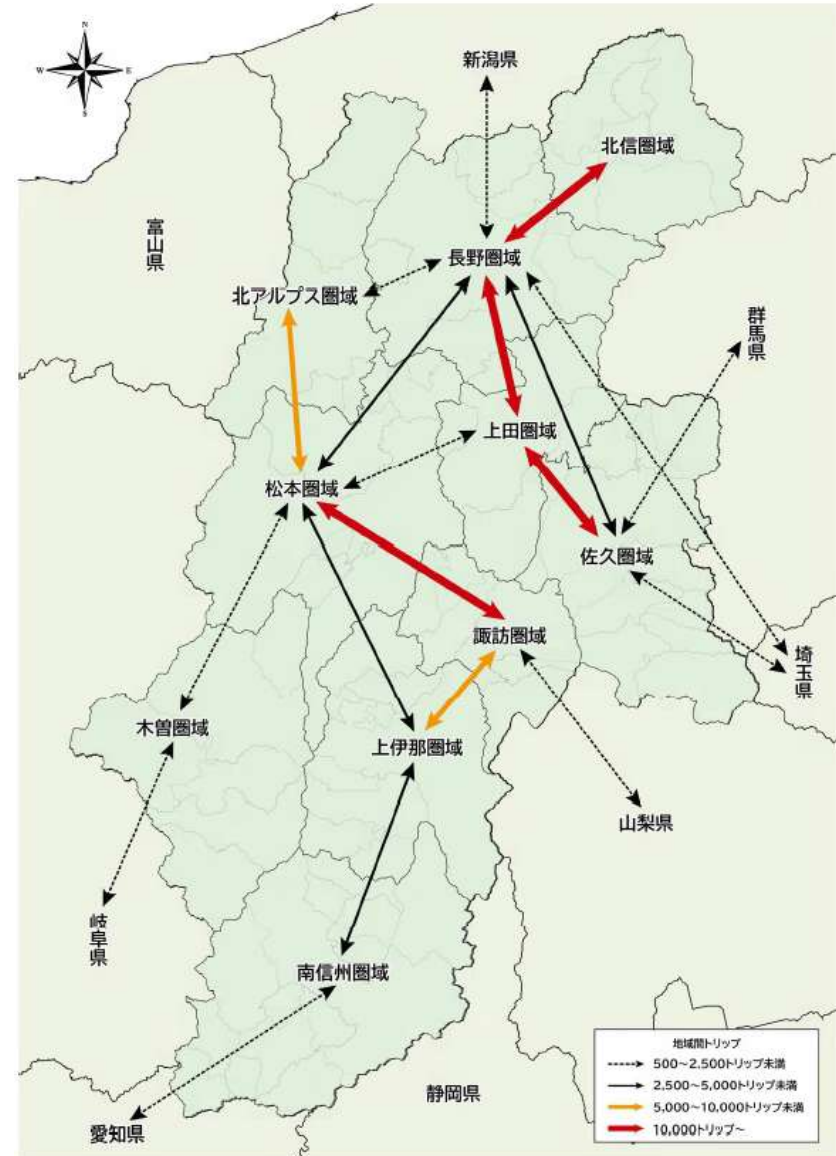 N
W E
S
新潟県
北信圏域
富山県
長野圏域
北アルプス圏域
群馬県
上田圏域
松本圏域
佐久圏域
諏訪圏域
埼玉県
木曽圏域
上伊那圏域
山梨県
岐阜県
南信州圏域
静岡県
愛知県
地域間トリップ
500～2,500トリップ未満
2,500～5,000トリップ未満
5,000～10,000トリップ未満
10,000トリップ～